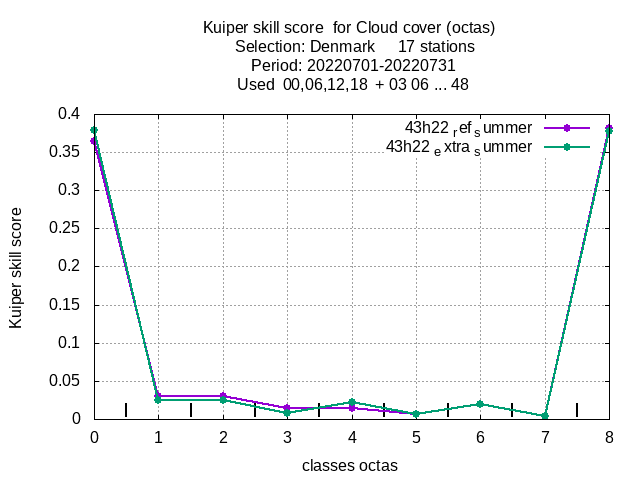 Kuiper skill score  for Cloud cover (octas)
Selection: Denmark     17 stations
Period: 20220701-20220731
Used  00,06,12,18  + 03 06 ... 48
43h22 ref summer
43h22 extra summer
0.4
0.35
0.3
0.25
0.2
0.15
0.1
0.05
0
Kuiper skill score
0 1 2 3 4 5 6 7 8
classes octas